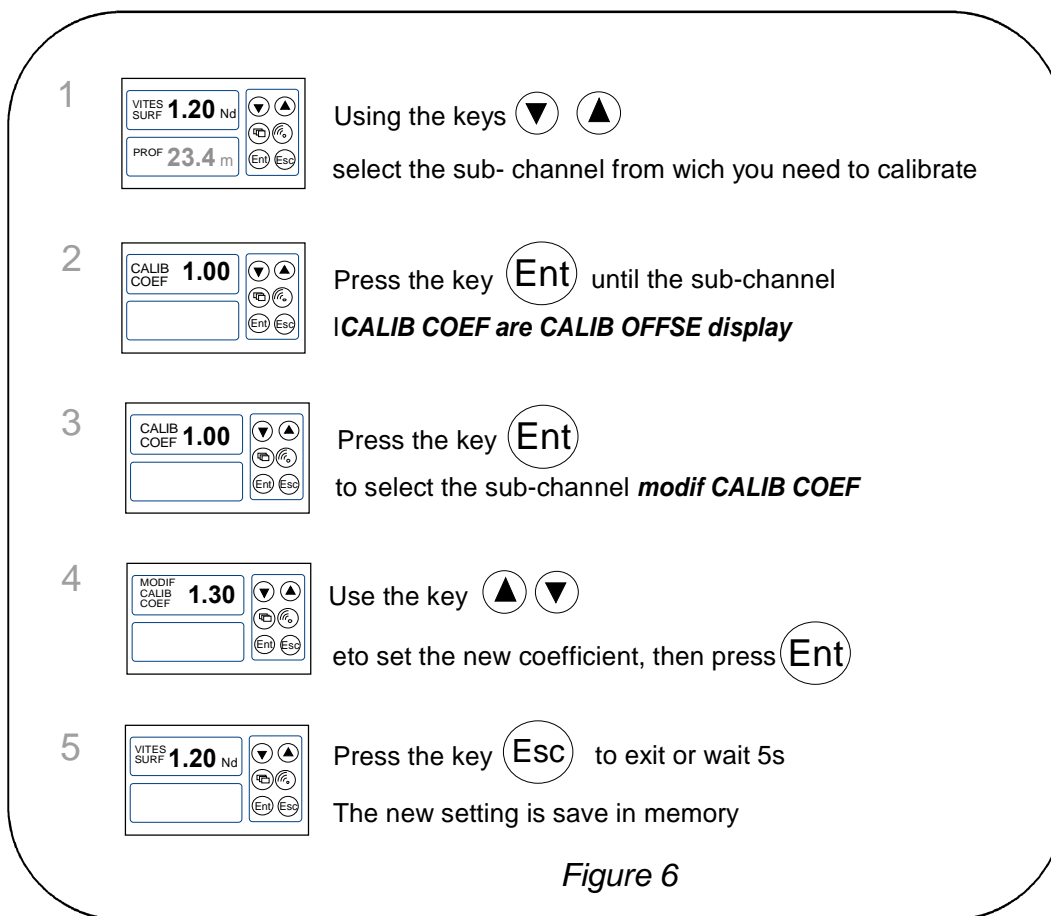 1
VITES
SURF 1.20 Nd
PROF 23.4 m
Ent Esc
Using the keys ▼ ▲
select the sub- channel from wich you need to calibrate
2
CALIB
COEF 1.00
Ent Esc
Press the key Ent until the sub-channel
lCALIB COEF are CALIB OFFSE display
3
CALIB
COEF 1.00
Ent Esc
Press the key Ent
to select the sub-channel modif CALIB COEF
4
MODIF
CALIB
COEF 1.30
Ent Esc
Use the key ▲ ▼
eto set the new coefficient, then press Ent
5
VITES
SURF 1.20 Nd
Ent Esc
Press the key Esc to exit or wait 5s
The new setting is save in memory
Figure 6